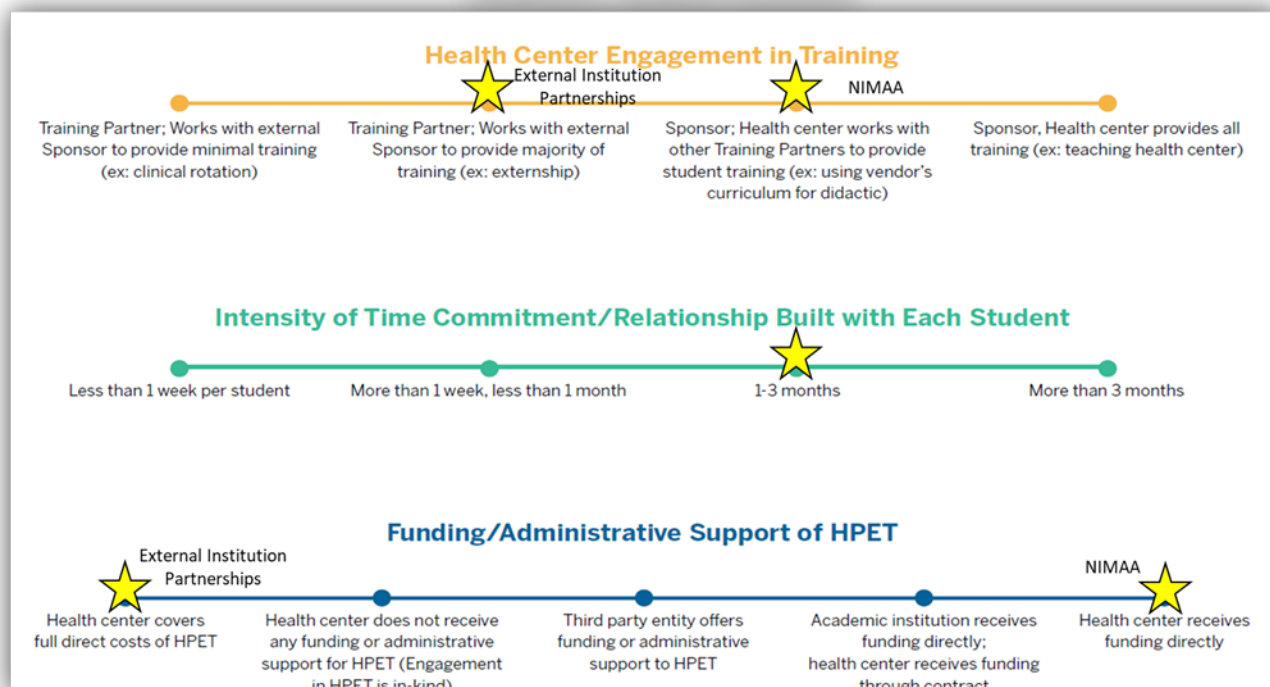 Health Center Engagement in Training
External Institution
Partnerships
NIMAA
Training Partner; Works with external
Sponsor to provide minimal training
(ex: clinical rotation)
Training Partner; Works with external
Sponsor to provide majority of
training (ex: externship)
Sponsor; Health center works with
other Training Partners to provide
student training (ex: using vendor's
curriculum for didactic)
Sponsor, Health center provides all
training (ex: teaching health center)
Intensity of Time Commitment/Relationship Built with Each Student
Less than 1 week per student
More than 1 week, less than 1 month
1-3 months
More than 3 months
Funding/Administrative Support of HPET
External Institution
Partnerships
NIMAA
Health center covers
full direct costs of HPET
Health center does not receive
any funding or administrative
support for HPET (Engagement
in HPET is in-kind)
Third party entity offers
funding or administrative
support to HPET
Academic institution receives
funding directly;
health center receives funding
through contract
Health center receives
funding directly